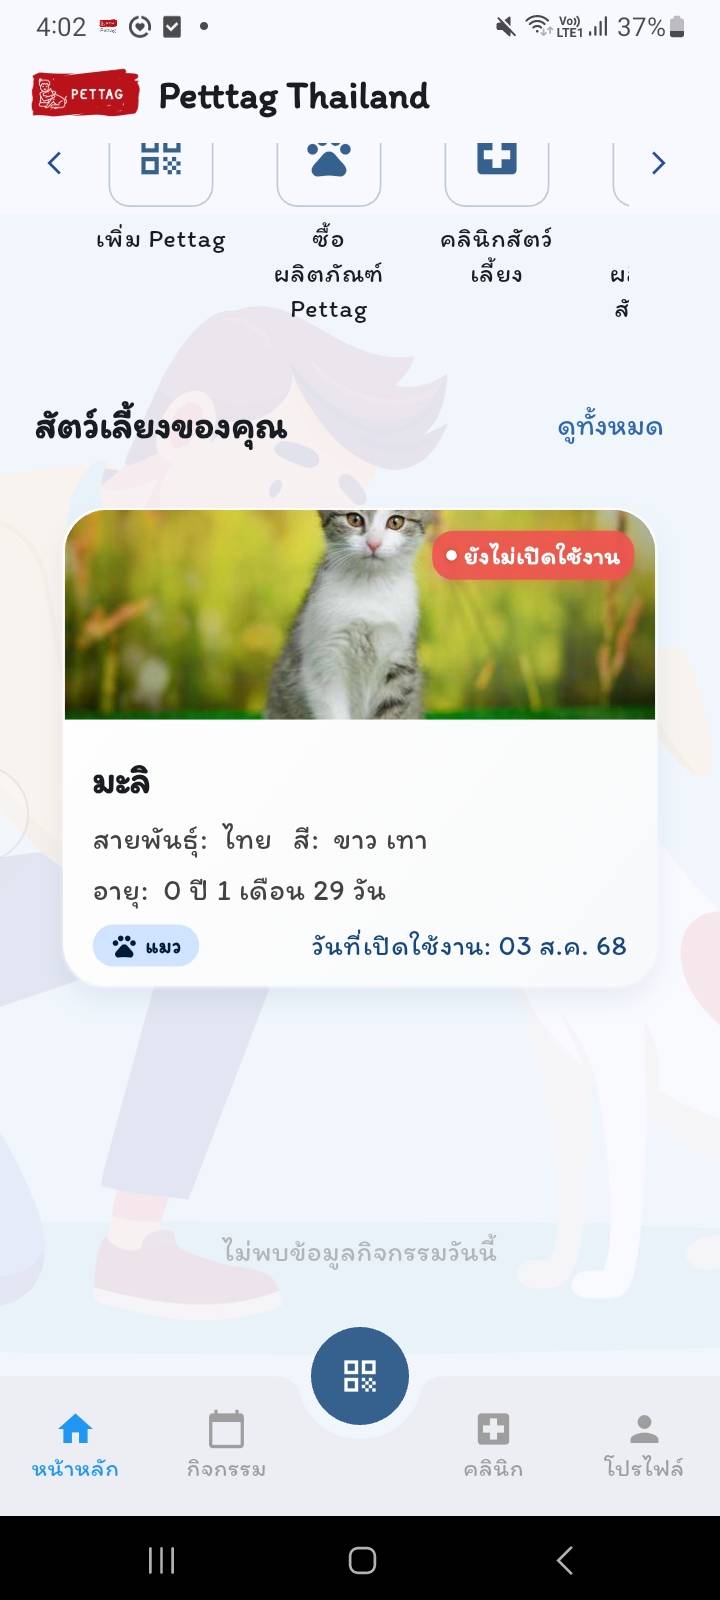 4:02
Vo))
LTE1
37%
PETTAG
Petttag Thailand
เพิ่ม Pettag
ซื้อ
ผลิตภัณฑ์
Pettag
คลินิกสัตว์
เลี้ยง
สัตว์เลี้ยงของคุณ
ดูทั้งหมด
ยังไม่เปิดใช้งาน
มะลิ
สายพันธุ์: ไทย สี: ขาว เทา
อายุ: 0 ปี 1 เดือน 29 วัน
แมว
วันที่เปิดใช้งาน: 03 ส.ค. 68
ไม่พบข้อมูลกิจกรรมวันนี้
หน้าหลัก
กิจกรรม
คลินิก
โปรไฟล์